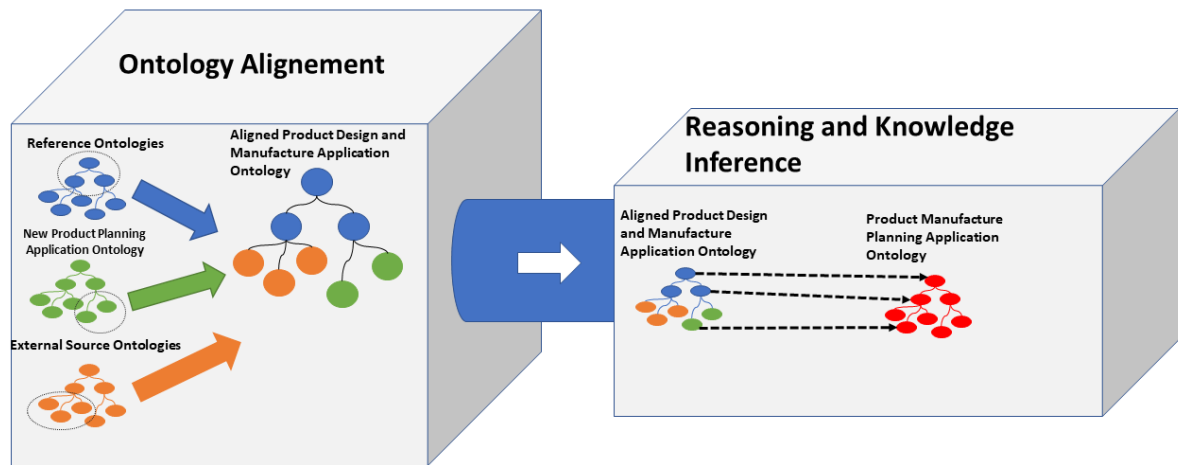 Ontology Alignement
Reference Ontologies
Aligned Product Design and
Manufacture Application
Ontology
New Product Planning
Application Ontology
External Source Ontologies
Reasoning and Knowledge
Inference
Aligned Product Design
and Manufacture
Application Ontology
Product Manufacture
Planning Application
Ontology